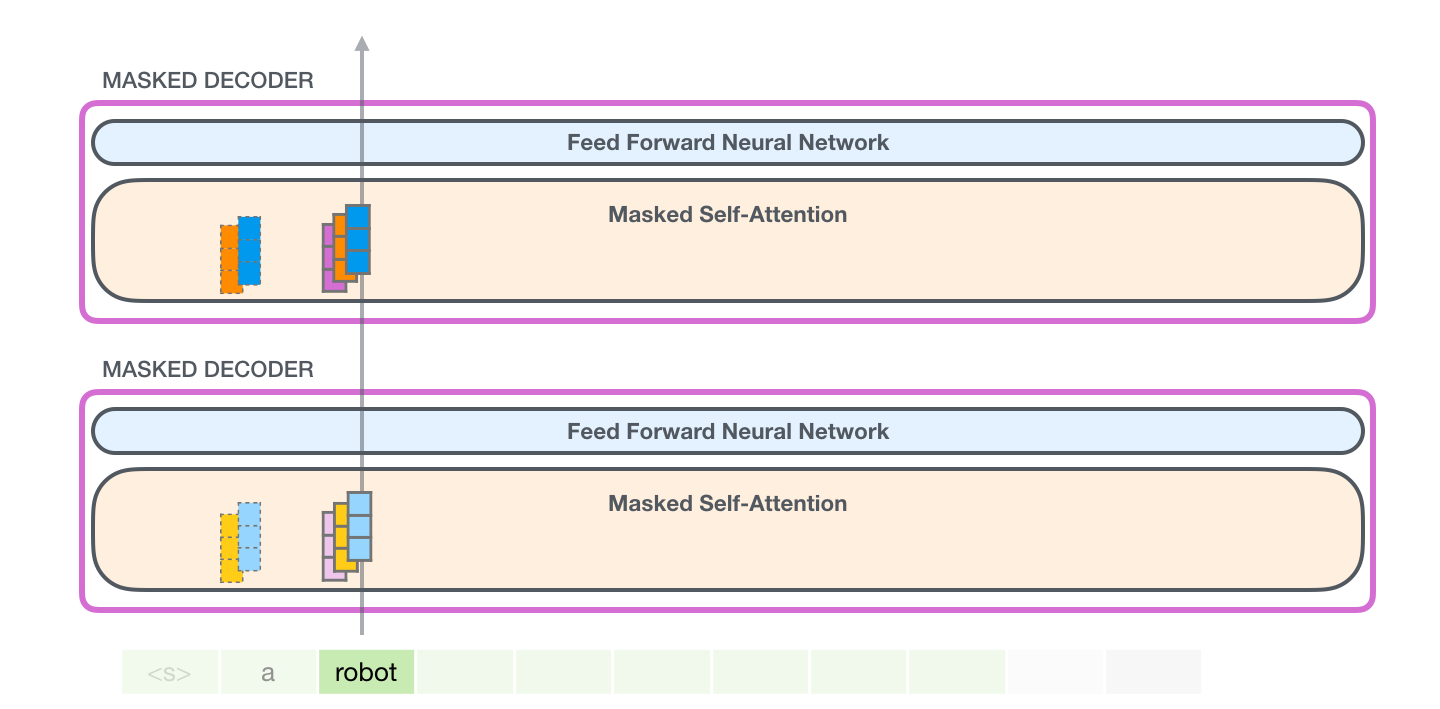 MASKED DECODER
Feed Forward Neural Network
Masked Self-Attention
MASKED DECODER
Feed Forward Neural Network
Masked Self-Attention
<s> a robot